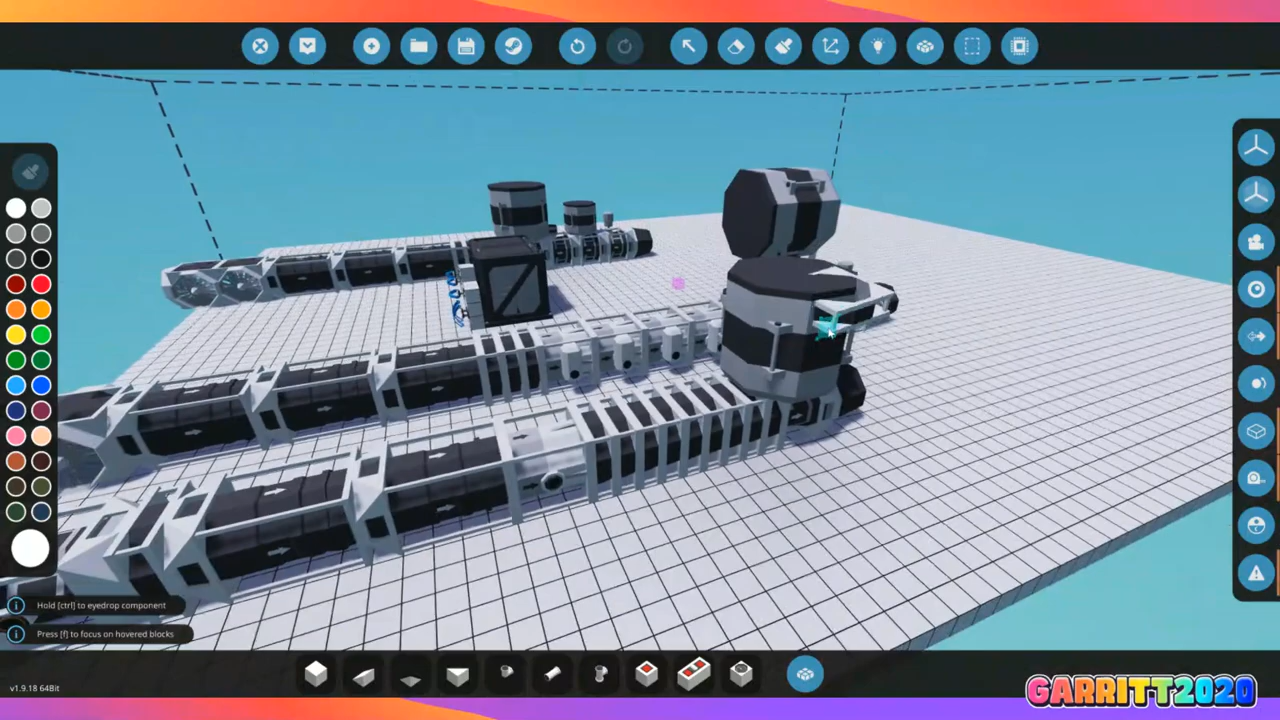 Hold [ctrl] to eyedrop component
Press [f] to focus on hovered blocks
v1.9.18 64Bit
GARRITT2020